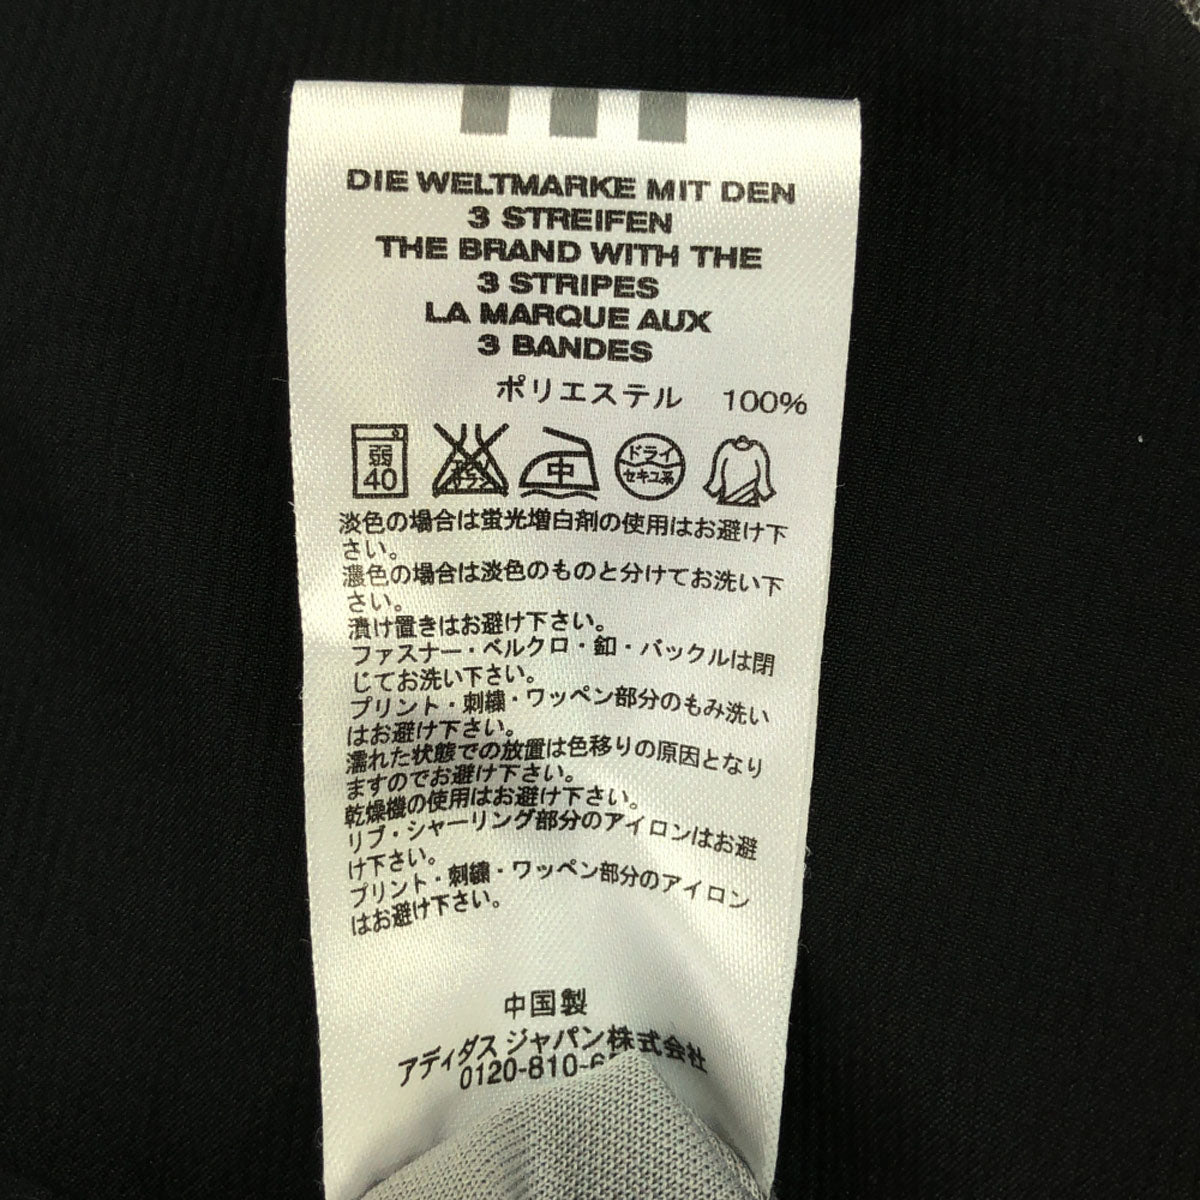 DIE WELTMARKE MIT DEN
3 STREIFEN
THE BRAND WITH THE
3 STRIPES
LA MARQUE AUX
3 BANDES
ポリエステル 100%
弱 40 中 ドライ セキユ系
淡色の場合は蛍光増白剤の使用はお避け下
さい。
濃色の場合は淡色のものと分けてお洗い下
さい。
漬け置きはお避け下さい。
ファスナー・ベルクロ・釦・バックルは閉
じてお洗い下さい。
プリント・刺繍・ワッペン部分のもみ洗い
はお避け下さい。
濡れた状態での放置は色移りの原因となり
ますのでお避け下さい。
乾燥機の使用はお避け下さい。
リブ・シャーリング部分のアイロンはお避
け下さい。
プリント・刺繍・ワッペン部分のアイロン
はお避け下さい。
中国製
アディダス ジャパン株式会社
0120-810-6